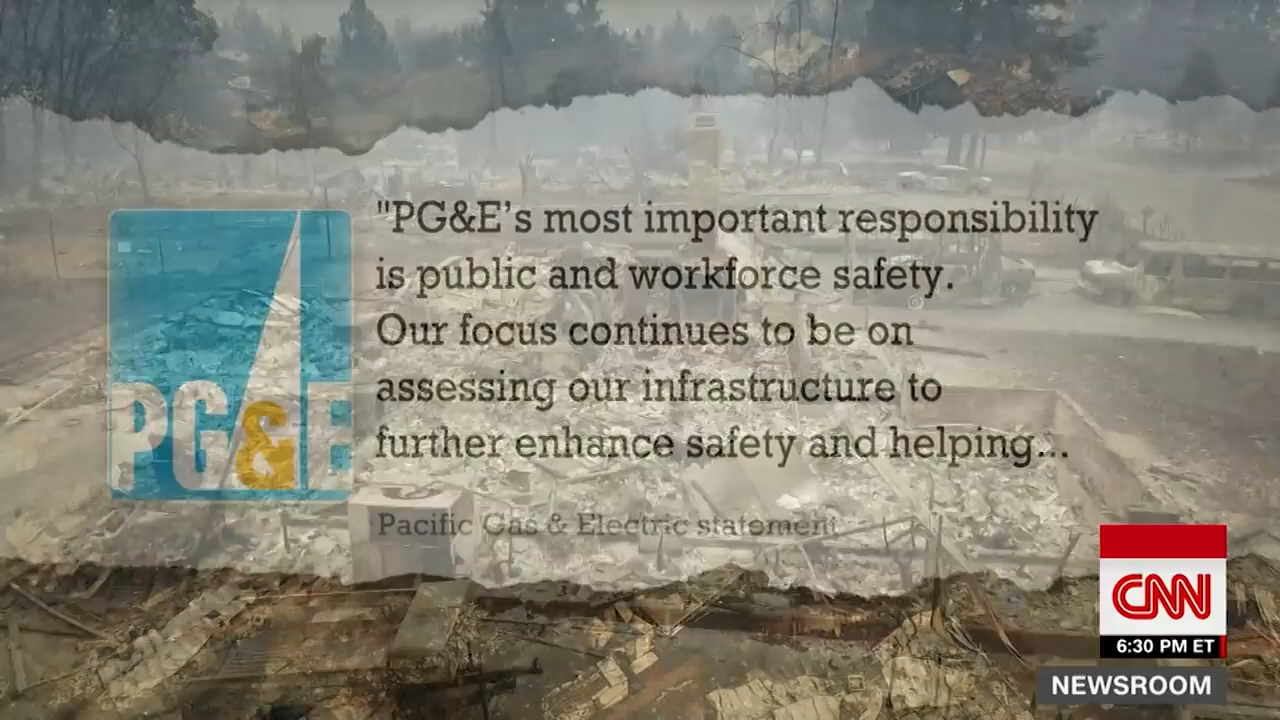 "PG&E’s most important responsibility
is public and workforce safety.
Our focus continues to be on
assessing our infrastructure to
further enhance safety and helping...
PG&E
Pacific Gas & Electric statement
CNN
6:30 PM ET
NEWSROOM